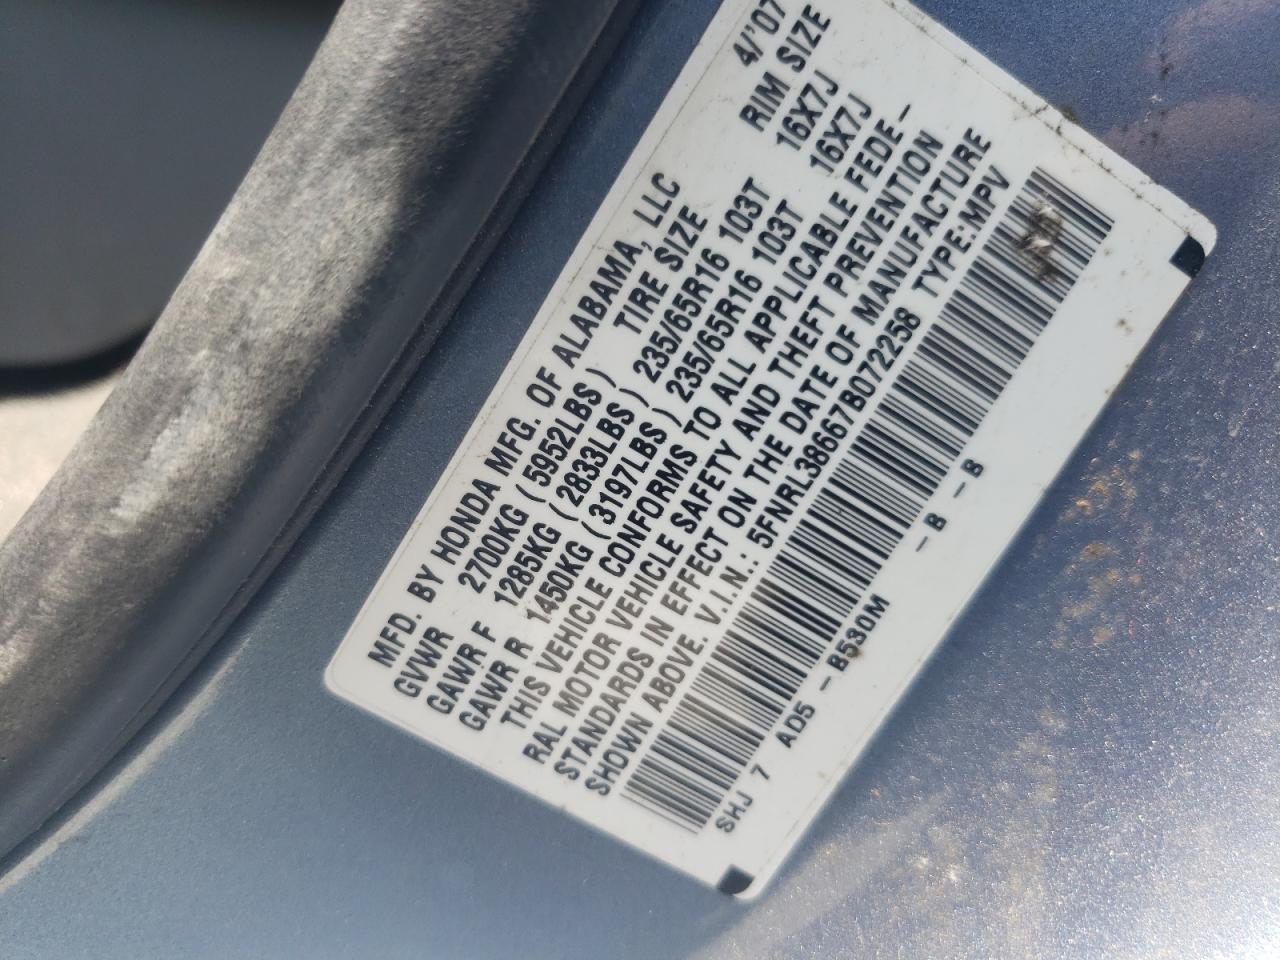 MFD. BY HONDA MFG. OF ALABAMA, LLC 4/'07
GVWR 2700KG ( 5952LBS ) TIRE SIZE RIM SIZE
GAWR F 1285KG ( 2833LBS ) 235/65R16 103T 16X7J
GAWR R 1450KG ( 3197LBS ) 235/65R16 103T 16X7J
THIS VEHICLE CONFORMS TO ALL APPLICABLE FEDE-
RAL MOTOR VEHICLE SAFETY AND THEFT PREVENTION
STANDARDS IN EFFECT ON THE DATE OF MANUFACTURE
SHOWN ABOVE. V.I.N.: 5FNRL38667B072258 TYPE:MPV
SHJ 7 AD5 -B530M -B -B